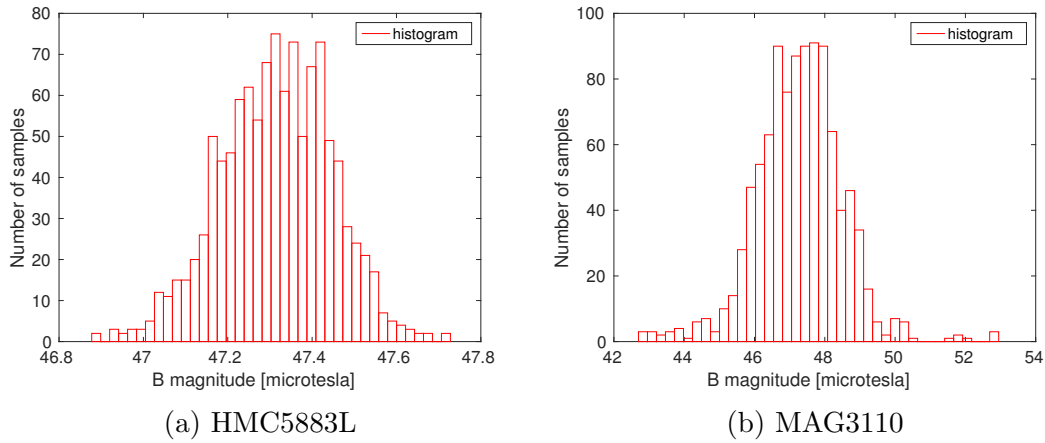 80
70
60
50
40
30
20
10
0
Number of samples
histogram
46.8 47 47.2 47.4 47.6 47.8
B magnitude [microtesla]
(a) HMC5883L
100
80
60
40
20
0
Number of samples
histogram
42 44 46 48 50 52 54
B magnitude [microtesla]
(b) MAG3110